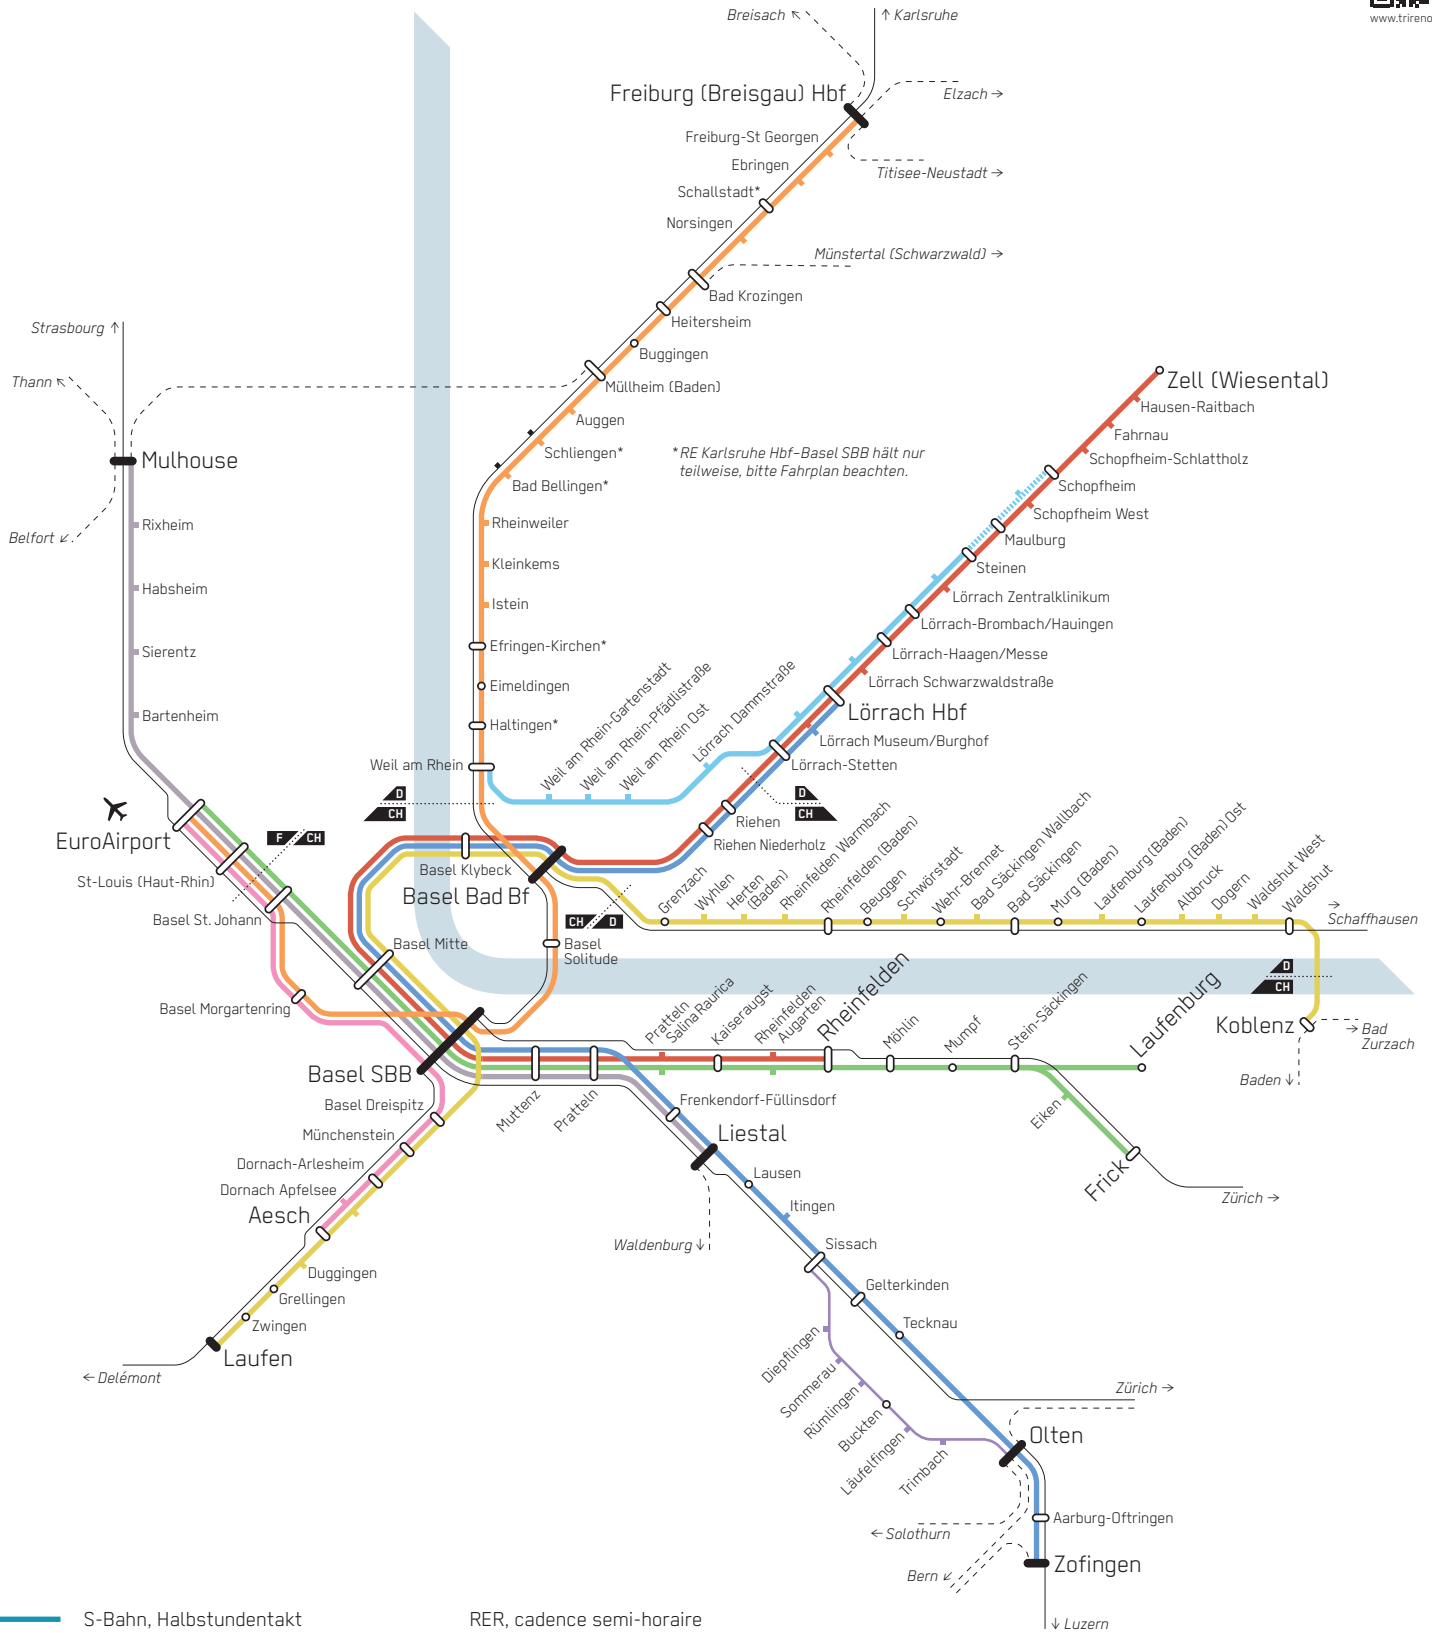 www.trireno
Breisach ↖
↑ Karlsruhe
Freiburg (Breisgau) Hbf
Elzach →
Freiburg-St Georgen
Ebringen
Titisee-Neustadt →
Schallstadt*
Norsingen
Münstertal (Schwarzwald) →
Bad Krozingen
Heitersheim
Strasbourg ↑
Buggingen
Thann ↖
Müllheim (Baden)
Zell (Wiesental)
Hausen-Raitbach
Auggen
Fahrnau
Schliengen*
*RE Karlsruhe Hbf–Basel SBB hält nur
teilweise, bitte Fahrplan beachten.
Schopfheim-Schlattholz
Mulhouse
Bad Bellingen*
Schopfheim
Schopfheim West
Rixheim
Rheinweiler
Belfort ↙
Maulburg
Kleinkems
Steinen
Habsheim
Lörrach Zentralklinikum
Istein
Lörrach-Brombach/Hauingen
Sierentz
Efringen-Kirchen*
Lörrach-Haagen/Messe
Eimeldingen
Lörrach Schwarzwaldstraße
Bartenheim
Haltingen*
Lörrach Hbf
Lörrach Museum/Burghof
Weil am Rhein
Weil am Rhein-Gartenstadt
Weil am Rhein-Pfädlistraße
Weil am Rhein Ost
Lörrach Dammstraße
Lörrach-Stetten
D
CH
D
CH
Riehen
Riehen Niederholz
EuroAirport
F
CH
Basel Klybeck
St-Louis (Haut-Rhin)
Basel Bad Bf
Basel St. Johann
CH
D
Grenzach
Wyhlen
Herten
(Baden)
Rheinfelden Warmbach
Rheinfelden (Baden)
Beuggen
Schwörstadt
Wehr-Brennet
Bad Säckingen Wallbach
Bad Säckingen
Murg (Baden)
Laufenburg (Baden)
Laufenburg (Baden) Ost
Albbruck
Dogern
Waldshut West
Waldshut
→
Schaffhausen
Basel Mitte
Basel
Solitude
D
CH
Basel Morgartenring
Koblenz
→ Bad
Zurzach
Baden ↓
Pratteln
Salina Raurica
Kaiseraugst
Rheinfelden
Augarten
Rheinfelden
Möhlin
Mumpf
Stein-Säckingen
Laufenburg
Basel SBB
Basel Dreispitz
Muttenz
Pratteln
Frenkendorf-Füllinsdorf
Eiken
Münchenstein
Liestal
Dornach-Arlesheim
Lausen
Frick
Dornach Apfelsee
Zürich →
Aesch
Itingen
Waldenburg ↓
Sissach
Duggingen
Gelterkinden
Grellingen
Zwingen
Tecknau
Laufen
← Delémont
Diepflingen
Sommerau
Rümlingen
Buckten
Läufelfingen
Trimbach
Zürich →
Olten
Aarburg-Oftringen
← Solothurn
Zofingen
Bern ↙
S-Bahn, Halbstundentakt
RER, cadence semi-horaire
↓ Luzern